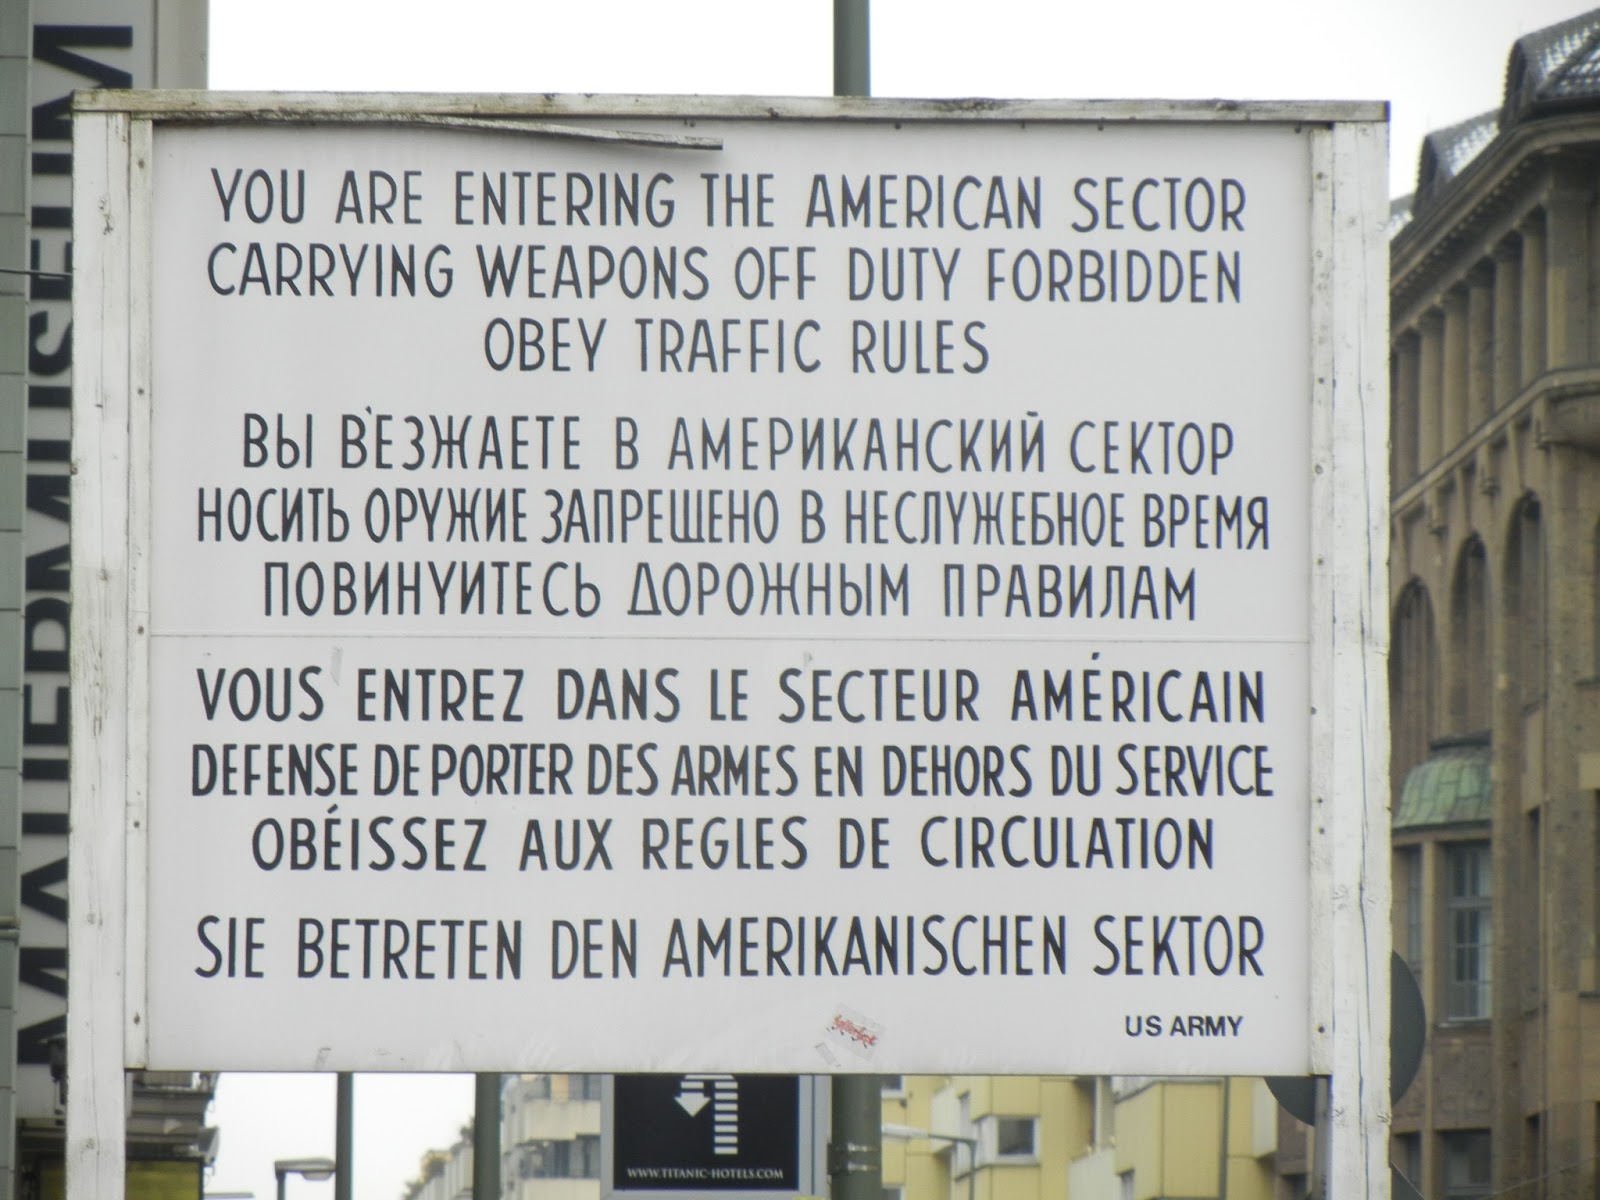 MAUERMUSEUM
YOU ARE ENTERING THE AMERICAN SECTOR
CARRYING WEAPONS OFF DUTY FORBIDDEN
OBEY TRAFFIC RULES
ВЫ В'ЕЗЖАЕТЕ В АМЕРИКАНСКИЙ СЕКТОР
НОСИТЬ ОРУЖИЕ ЗАПРЕЩЕНО В НЕСЛУЖЕБНОЕ ВРЕМЯ
ПОВИНУИТЕСЬ ДОРОЖНЫМ ПРАВИЛАМ
VOUS ENTREZ DANS LE SECTEUR AMÉRICAIN
DEFENSE DE PORTER DES ARMES EN DEHORS DU SERVICE
OBÉISSEZ AUX REGLES DE CIRCULATION
SIE BETRETEN DEN AMERIKANISCHEN SEKTOR
US ARMY
WWW.TITANIC-HOTELS.COM